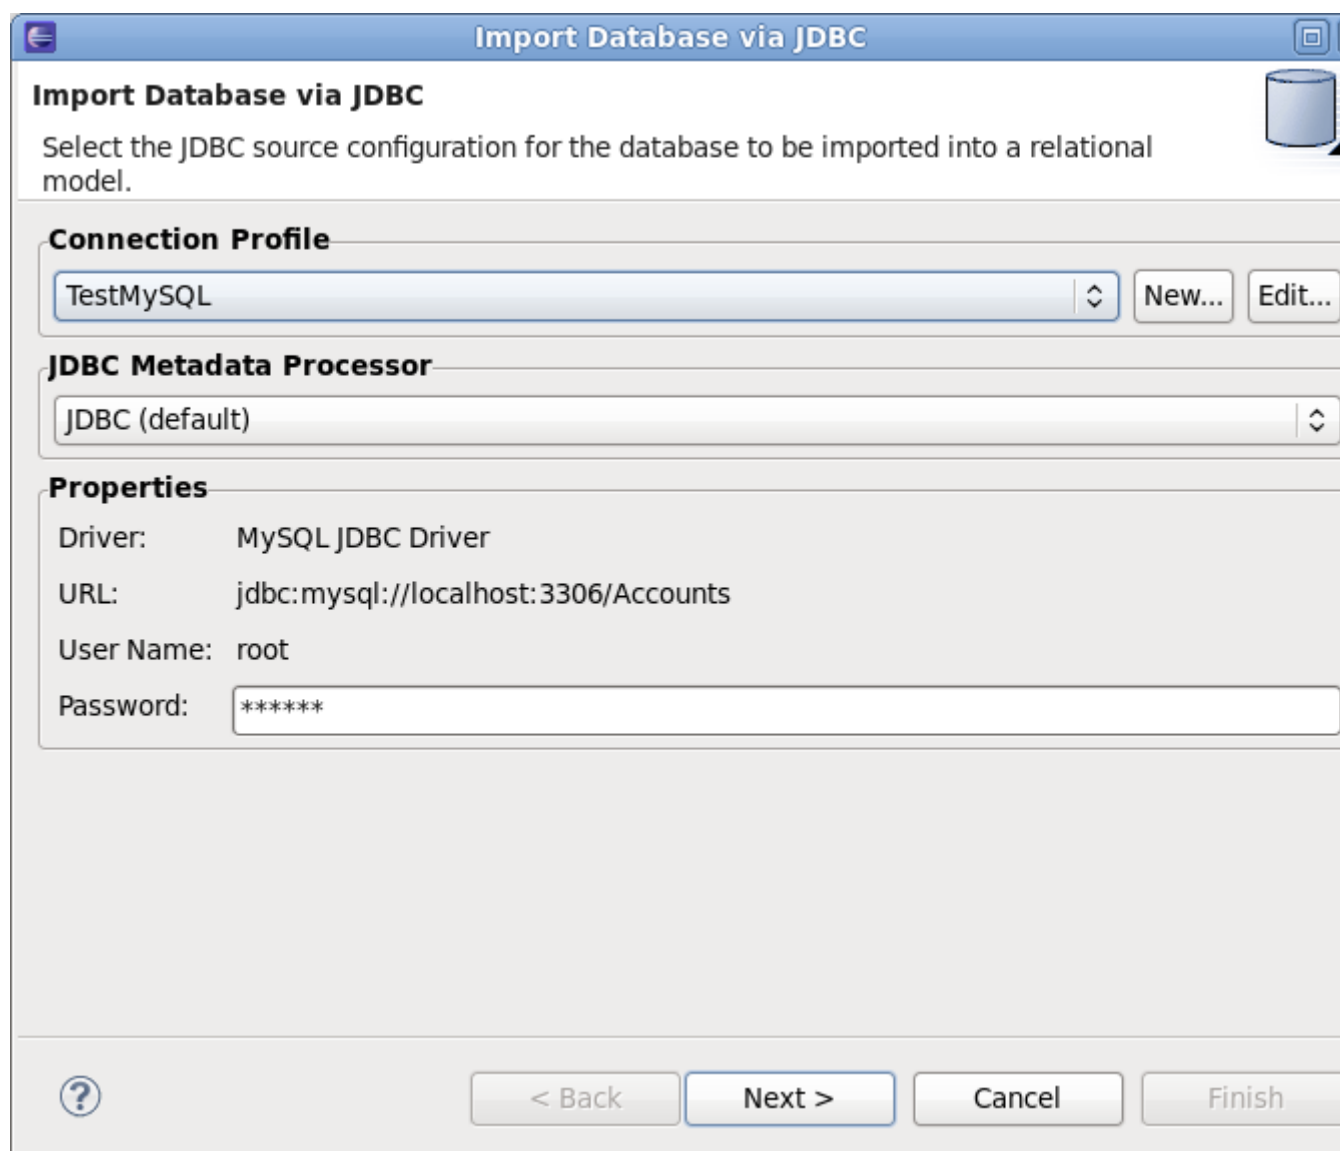 Import Database via JDBC
Import Database via JDBC
Select the JDBC source configuration for the database to be imported into a relational
model.
Connection Profile
TestMySQL New... Edit...
JDBC Metadata Processor
JDBC (default)
Properties
Driver: MySQL JDBC Driver
URL: jdbc:mysql://localhost:3306/Accounts
User Name: root
Password: ******
? < Back Next > Cancel Finish